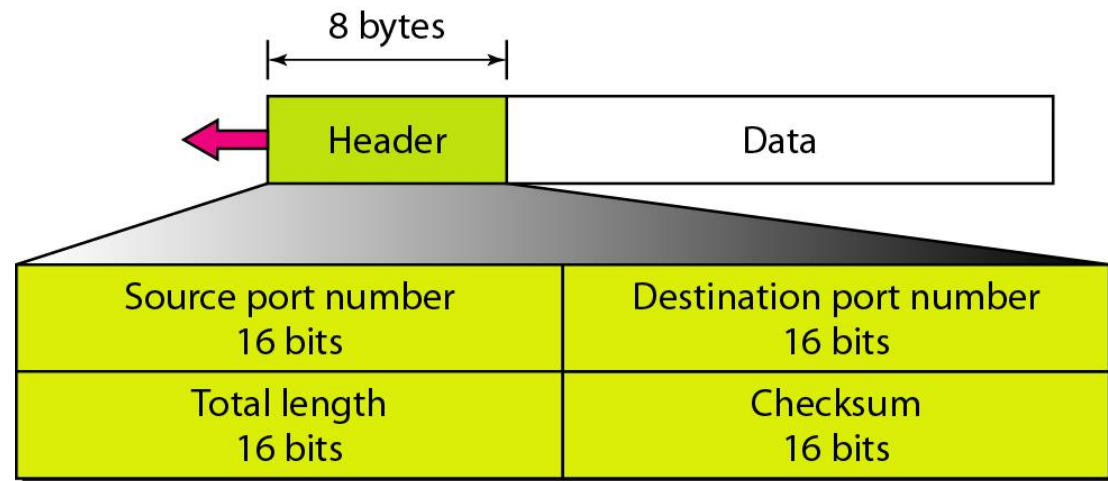 8 bytes
Header
Data
Source port number
16 bits
Destination port number
16 bits
Total length
16 bits
Checksum
16 bits